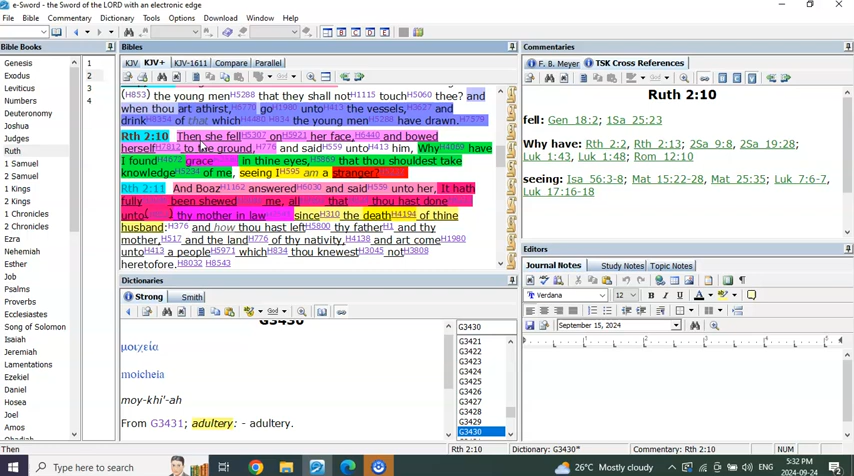 e-Sword - the Sword of the LORD with an electronic edge
File Bible Commentary Dictionary Tools Options Download Window Help
Bible Books
Genesis
Exodus
Leviticus
Numbers
Deuteronomy
Joshua
Judges
Ruth
1 Samuel
2 Samuel
1 Kings
2 Kings
1 Chronicles
2 Chronicles
Ezra
Nehemiah
Esther
Job
Psalms
Proverbs
Ecclesiastes
Song of Solomon
Isaiah
Jeremiah
Lamentations
Ezekiel
Daniel
Hosea
Joel
Amos
Obadiah
1
2
3
4
Bibles
KJV KJV+ KJV-1611 Compare Parallel
(853) the young men H5288 that they shall not H1115 touch H5060 thee? and
when thou art athirst, H6770 go H1980 unto H413 the vessels, H3627 and
drink H8354 of that which H4480 H834 the young men H5288 have drawn. H7579
Rth 2:10 Then she fell H5307 on H5921 her face, H6440 and bowed
herself H7812 to the ground, H776 and said H559 unto H413 him, Why H4069 have
I found H4672 grace in thine eyes, H5869 that thou shouldest take
knowledge H5234 of me, seeing I H595 am a stranger?
Rth 2:11 And Boaz H1162 answered H6030 and said H559 unto her, It hath
fully been shewed me, all that thou hast done
unto thy mother in law since H310 the death H4194 of thine
husband: H376 and how thou hast left H5800 thy father H1 and thy
mother, H517 and the land H776 of thy nativity, H4138 and art come H1980
unto H413 a people H5971 which H834 thou knewest H3045 not H3808
heretofore. H8032 H8543
Dictionaries
Strong Smith
G3430
μοιχεία
moicheia
moy-khi'-ah
From G3431; adultery: - adultery.
G3430
G3421
G3422
G3423
G3424
G3425
G3426
G3427
G3428
G3429
G3430
Commentaries
F. B. Meyer TSK Cross References
Ruth 2:10
fell: Gen 18:2; 1Sa 25:23
Why have: Rth 2:2, Rth 2:13; 2Sa 9:8, 2Sa 19:28;
Luk 1:43, Luk 1:48; Rom 12:10
seeing: Isa 56:3-8; Mat 15:22-28, Mat 25:35; Luk 7:6-7,
Luk 17:16-18
Editors
Journal Notes Study Notes Topic Notes
Verdana 12 B I U A
September 15, 2024
Then Rth 2:10 Dictionary: G3430* Commentary: Rth 2:10 NUM
Type here to search
26°C Mostly cloudy ENG 5:32 PM
2024-09-24